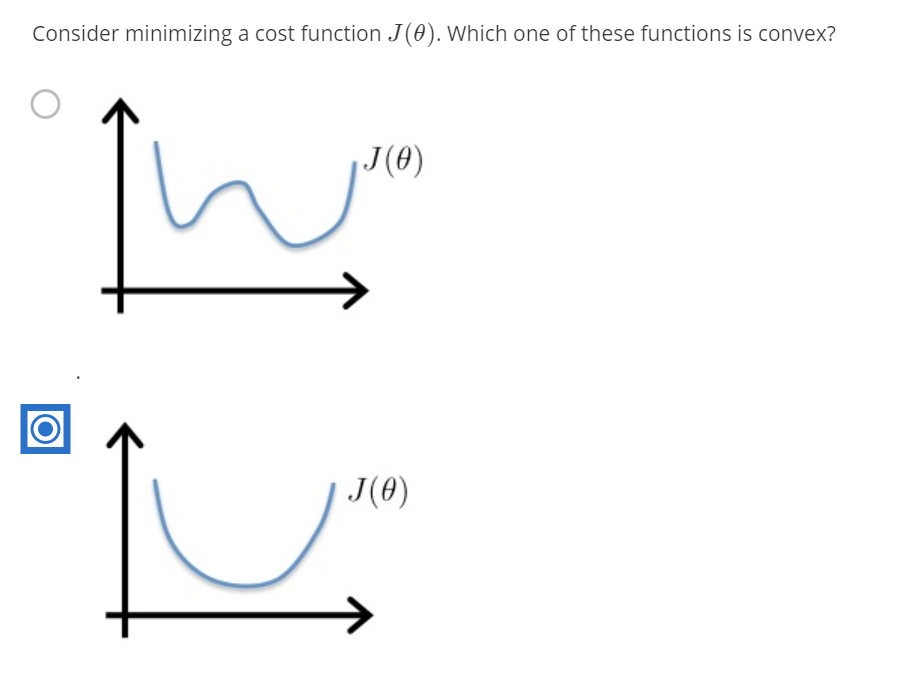 Consider minimizing a cost function J(θ). Which one of these functions is convex?
J(θ)
.
J(θ)